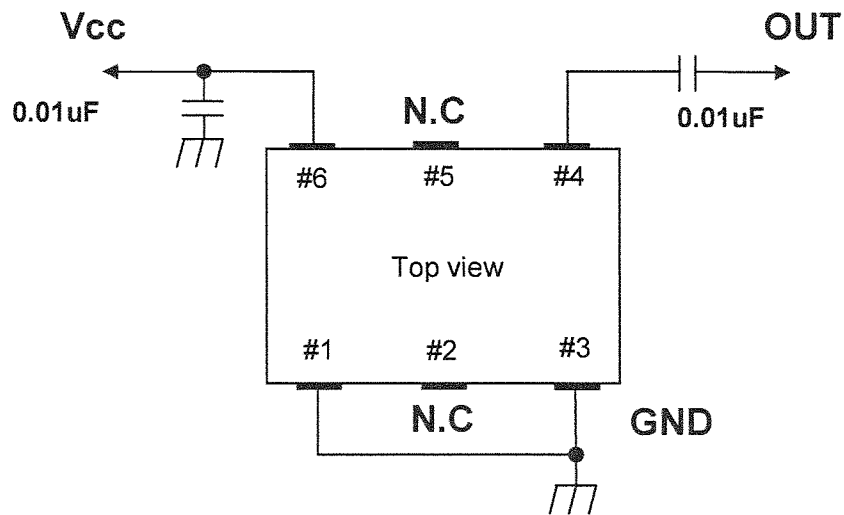 Vcc
OUT
0.01uF
N.C
0.01uF
#6
#5
#4
Top view
#1
#2
#3
N.C
GND